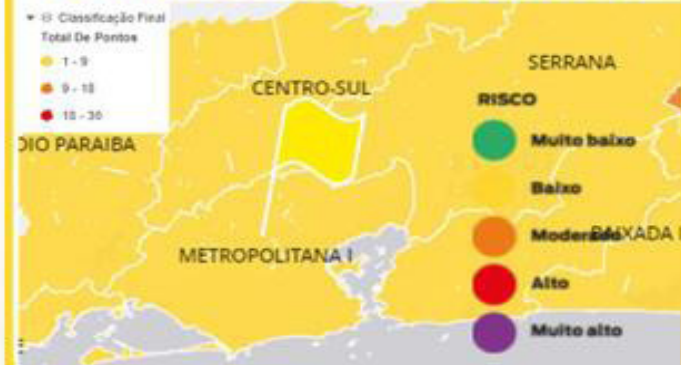 Classificação Final
Total De Pontos
1 - 9
9 - 18
18 - 30
SERRANA
CENTRO-SUL
RISCO
DIO PARAIBA
Muito baixo
Baixo
Moderado
BAIXADA
METROPOLITANA I
Alto
Muito alto